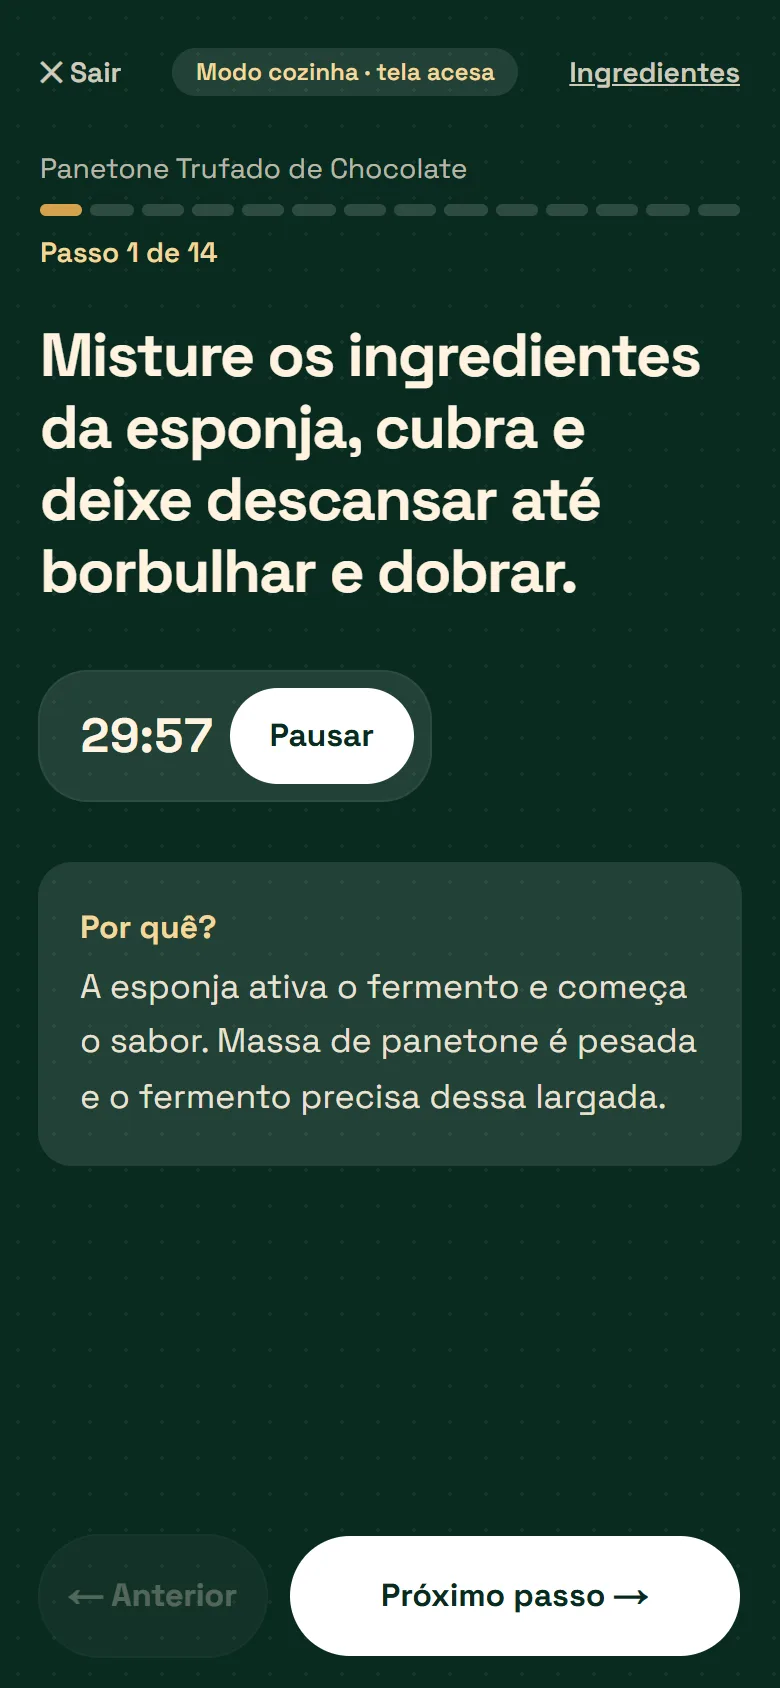 ✕ Sair
Modo cozinha · tela acesa
Ingredientes
Panetone Trufado de Chocolate
Passo 1 de 14
Misture os ingredientes
da esponja, cubra e
deixe descansar até
borbulhar e dobrar.
29:57
Pausar
Por quê?
A esponja ativa o fermento e começa
o sabor. Massa de panetone é pesada
e o fermento precisa dessa largada.
← Anterior
Próximo passo →